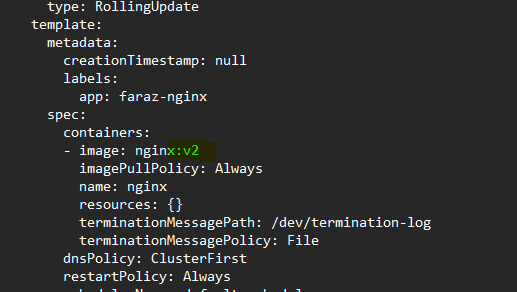 type: RollingUpdate
template:
metadata:
creationTimestamp: null
labels:
app: faraz-nginx
spec:
containers:
- image: nginx:v2
imagePullPolicy: Always
name: nginx
resources: {}
terminationMessagePath: /dev/termination-log
terminationMessagePolicy: File
dnsPolicy: ClusterFirst
restartPolicy: Always